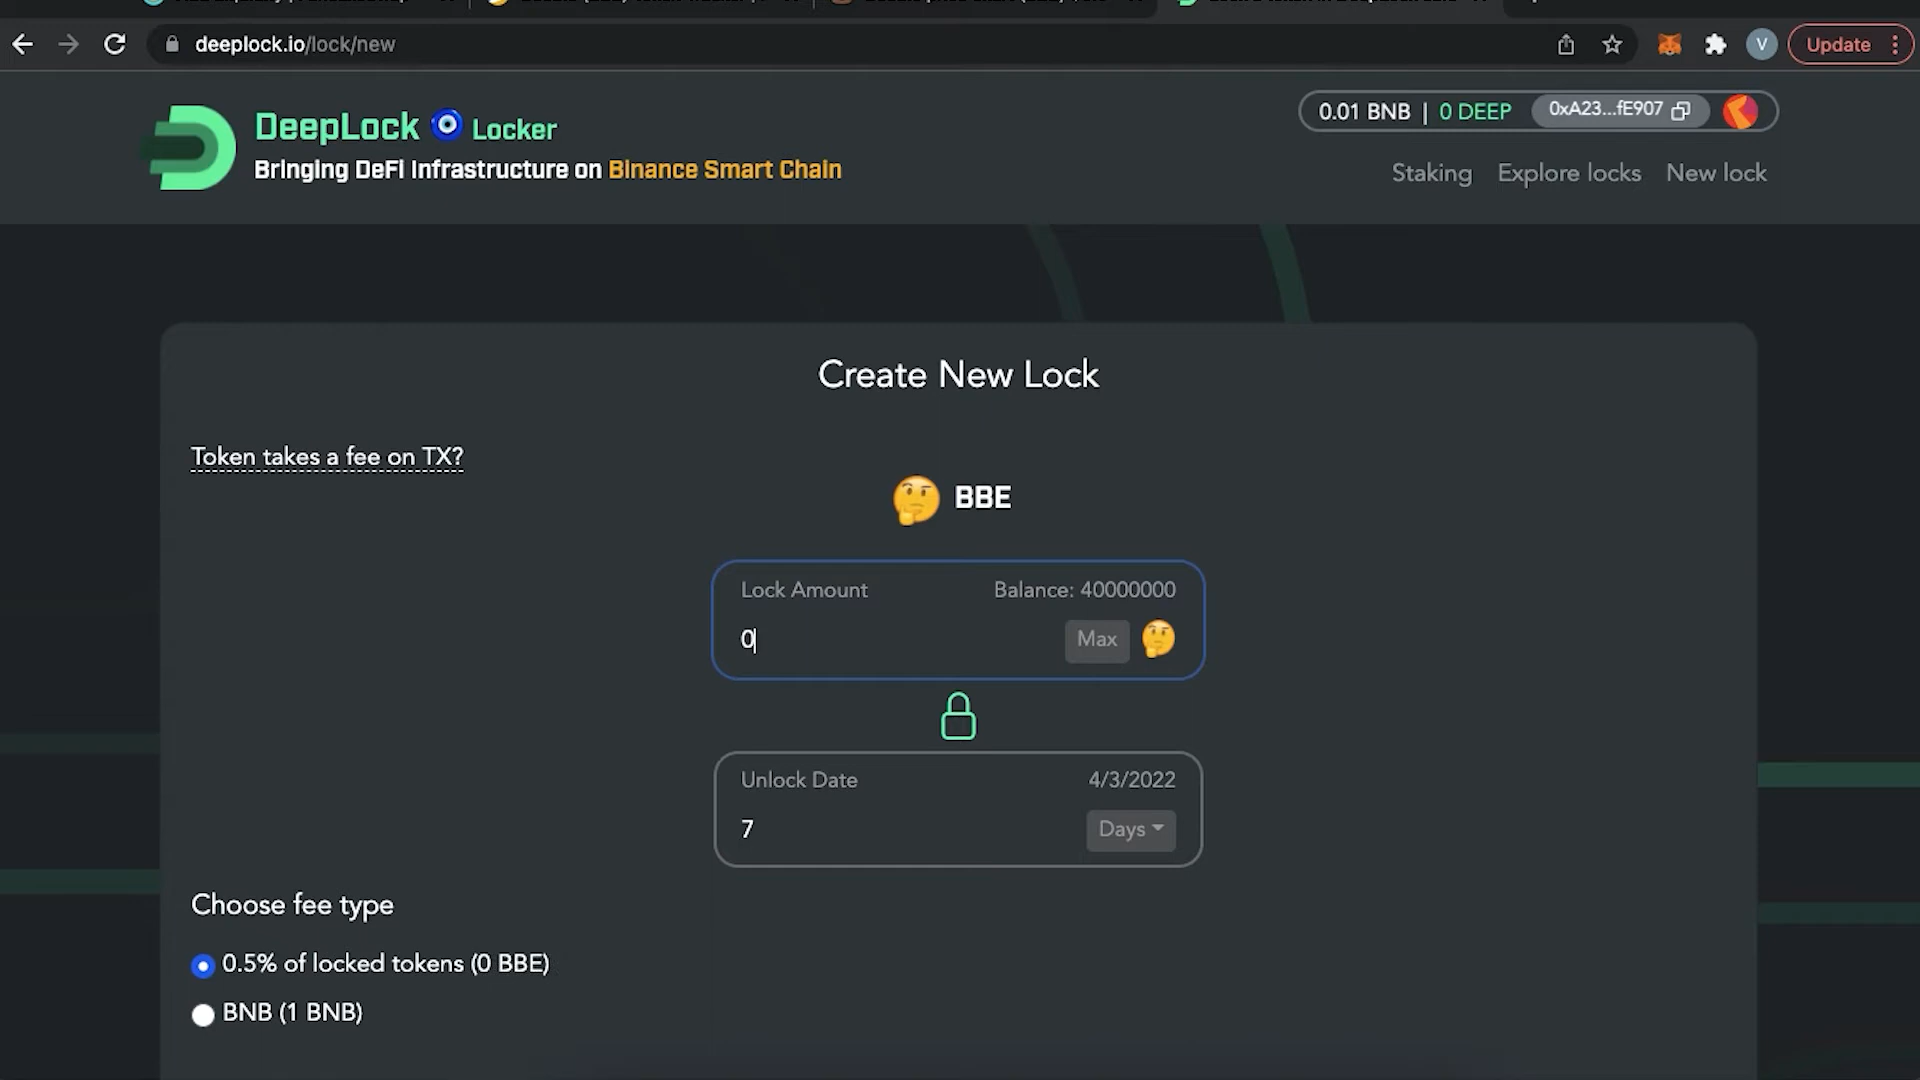 deeplock.io/lock/new
V
Update
DeepLock Locker
Bringing DeFi Infrastructure on Binance Smart Chain
0.01 BNB | 0 DEEP 0xA23...fE907
Staking Explore locks New lock
Create New Lock
Token takes a fee on TX?
BBE
Lock Amount Balance: 40000000
0 Max
Unlock Date 4/3/2022
7 Days
Choose fee type
0.5% of locked tokens (0 BBE)
BNB (1 BNB)